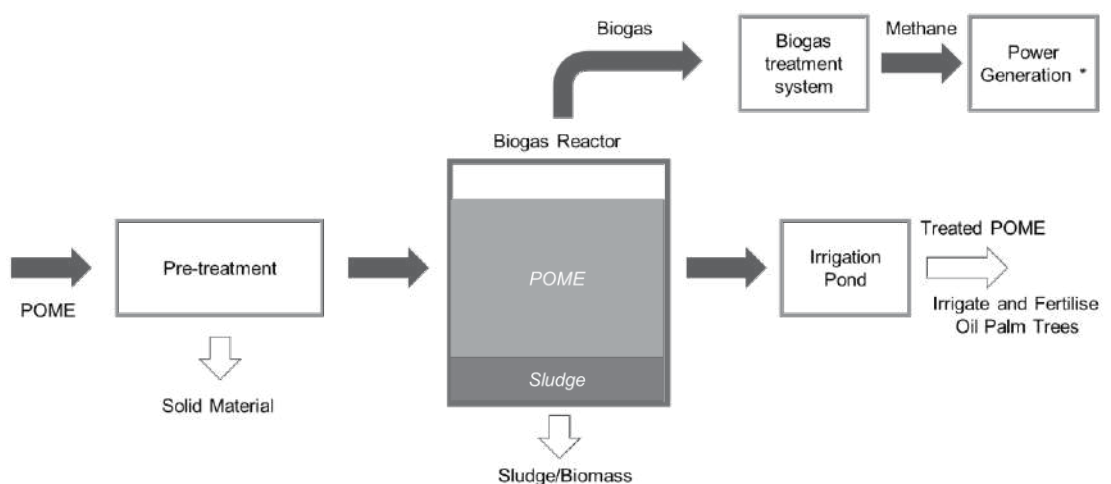 Biogas
Methane
Biogas
treatment
system
Power
Generation *
Biogas Reactor
POME
Pre-treatment
POME
Irrigation
Pond
Treated POME
Irrigate and Fertilise
Oil Palm Trees
Solid Material
Sludge
Sludge/Biomass